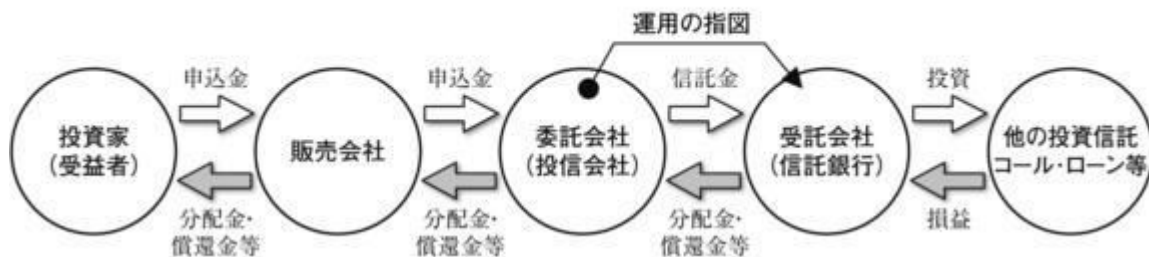 運用の指図
申込金
申込金
信託金
投資
投資家
(受益者)
販売会社
委託会社
(投信会社)
受託会社
(信託銀行)
他の投資信託
コール・ローン等
分配金・
償還金等
分配金・
償還金等
分配金・
償還金等
損益